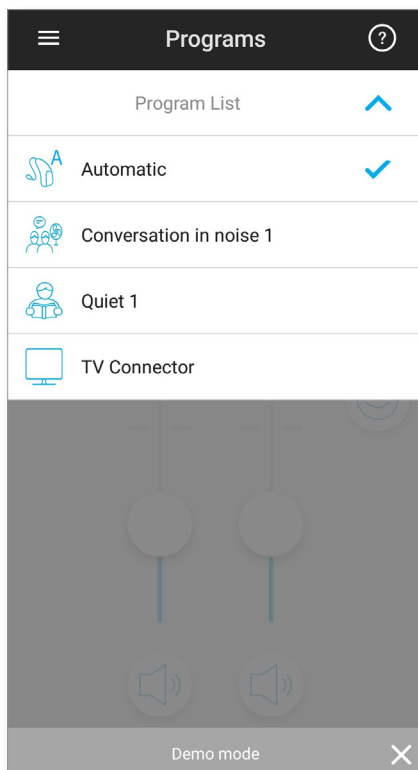 Programs
?
Program List
A
Automatic
Conversation in noise 1
Quiet 1
TV Connector
Demo mode